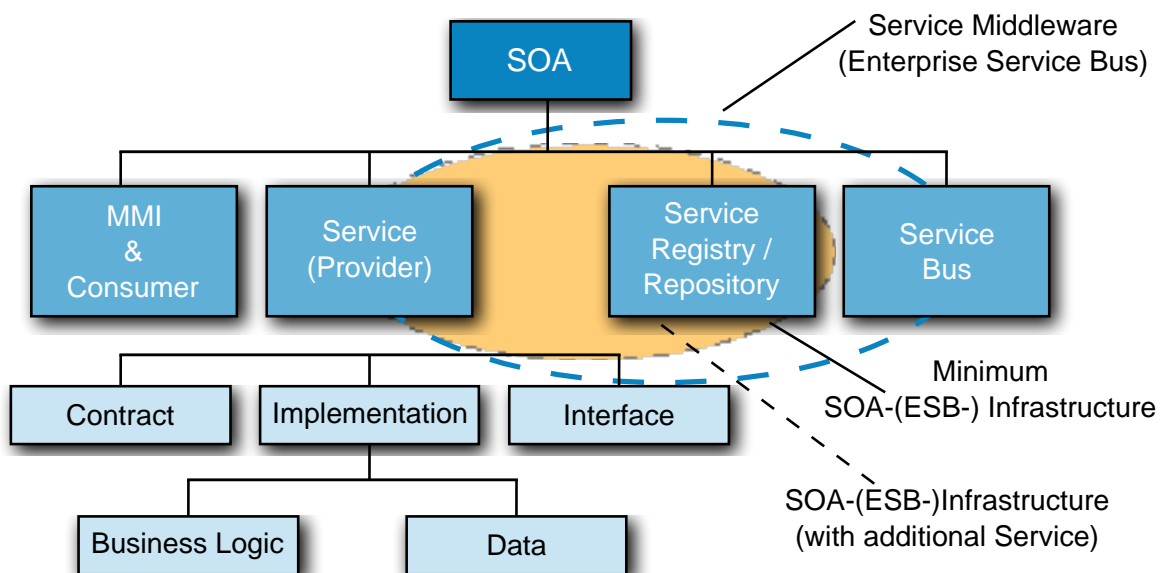 Service Middleware
(Enterprise Service Bus)
SOA
MMI
&
Consumer
Service
(Provider)
Service
Registry /
Repository
Service
Bus
Minimum
SOA-(ESB-) Infrastructure
Contract
Implementation
Interface
SOA-(ESB-)Infrastructure
(with additional Service)
Business Logic
Data